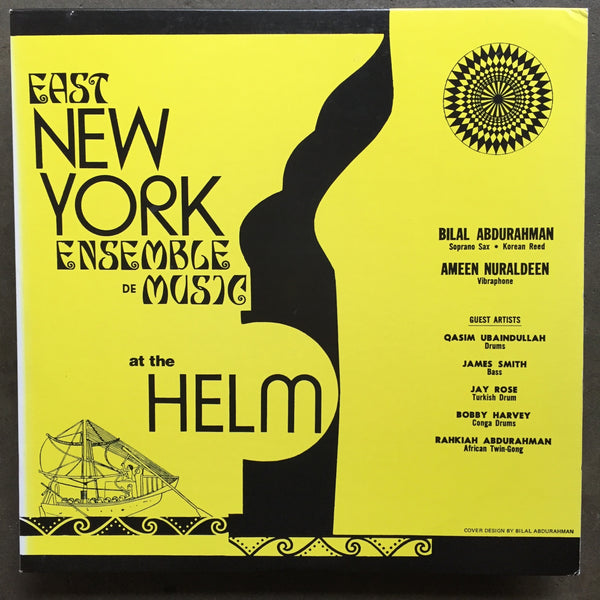 EAST
NEW
YORK
ENSEMBLE
DE MUSIC
at the
HELM
BILAL ABDURAHMAN
Soprano Sax • Korean Reed
AMEEN NURALDEEN
Vibraphone
GUEST ARTISTS
QASIM UBAINDULLAH
Drums
JAMES SMITH
Bass
JAY ROSE
Turkish Drum
BOBBY HARVEY
Conga Drums
RAHKIAH ABDURAHMAN
African Twin-Gong
COVER DESIGN BY BILAL ABDURAHMAN